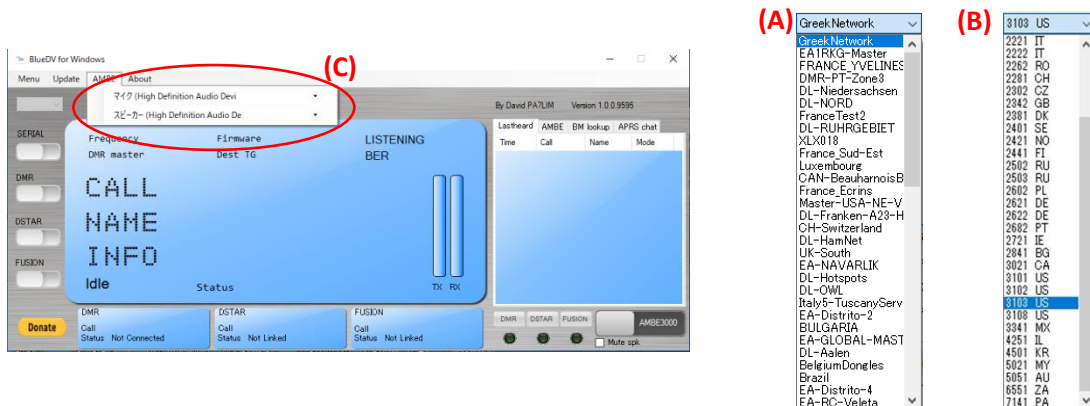 BlueDV for Windows
Menu Update AMBE About
(C)
マイク (High Definition Audio Devi
スピーカー (High Definition Audio De
By David PA7LIM Version 1.0.0.9595
SERIAL
DMR
DSTAR
FUSION
Frequency Firmware LISTENING
DMR master Dest TG BER
CALL
NAME
INFO
Idle Status TX RX
Lastheard AMBE BM lookup APRS chat
Time Call Name Mode
Donate
DMR
Call
Status Not Connected
DSTAR
Call
Status Not Linked
FUSION
Call
Status Not Linked
DMR DSTAR FUSION AMBE3000
Mute spk
(A)
GreekNetwork
GreekNetwork
EA1RKG-Master
FRANCE_YVELINES
DMR-PT-Zone3
DL-Niedersachsen
DL-NORD
FranceTest2
DL-RUHRGEBIET
XLX018
France_Sud-Est
Luxembourg
CAN-BeauharnoisB
France_Ecrins
Master-USA-NE-V
DL-Franken-A23-H
CH-Switzerland
DL-HamNet
UK-South
EA-NAVARLIK
DL-Hotspots
DL-OWL
Italy5-TuscanyServ
EA-Distrito-2
BULGARIA
EA-GLOBAL-MAST
DL-Aalen
BelgiumDongles
Brazil
EA-Distrito-4
EA-RC-Veleta
(B)
3103 US
2221 IT
2222 IT
2262 RO
2281 CH
2302 CZ
2342 GB
2381 DK
2401 SE
2421 NO
2441 FI
2502 RU
2503 RU
2602 PL
2621 DE
2622 DE
2682 PT
2721 IE
2841 BG
3021 CA
3101 US
3102 US
3103 US
3108 US
3341 MX
4251 IL
4501 KR
5021 MY
5051 AU
6551 ZA
7141 PA